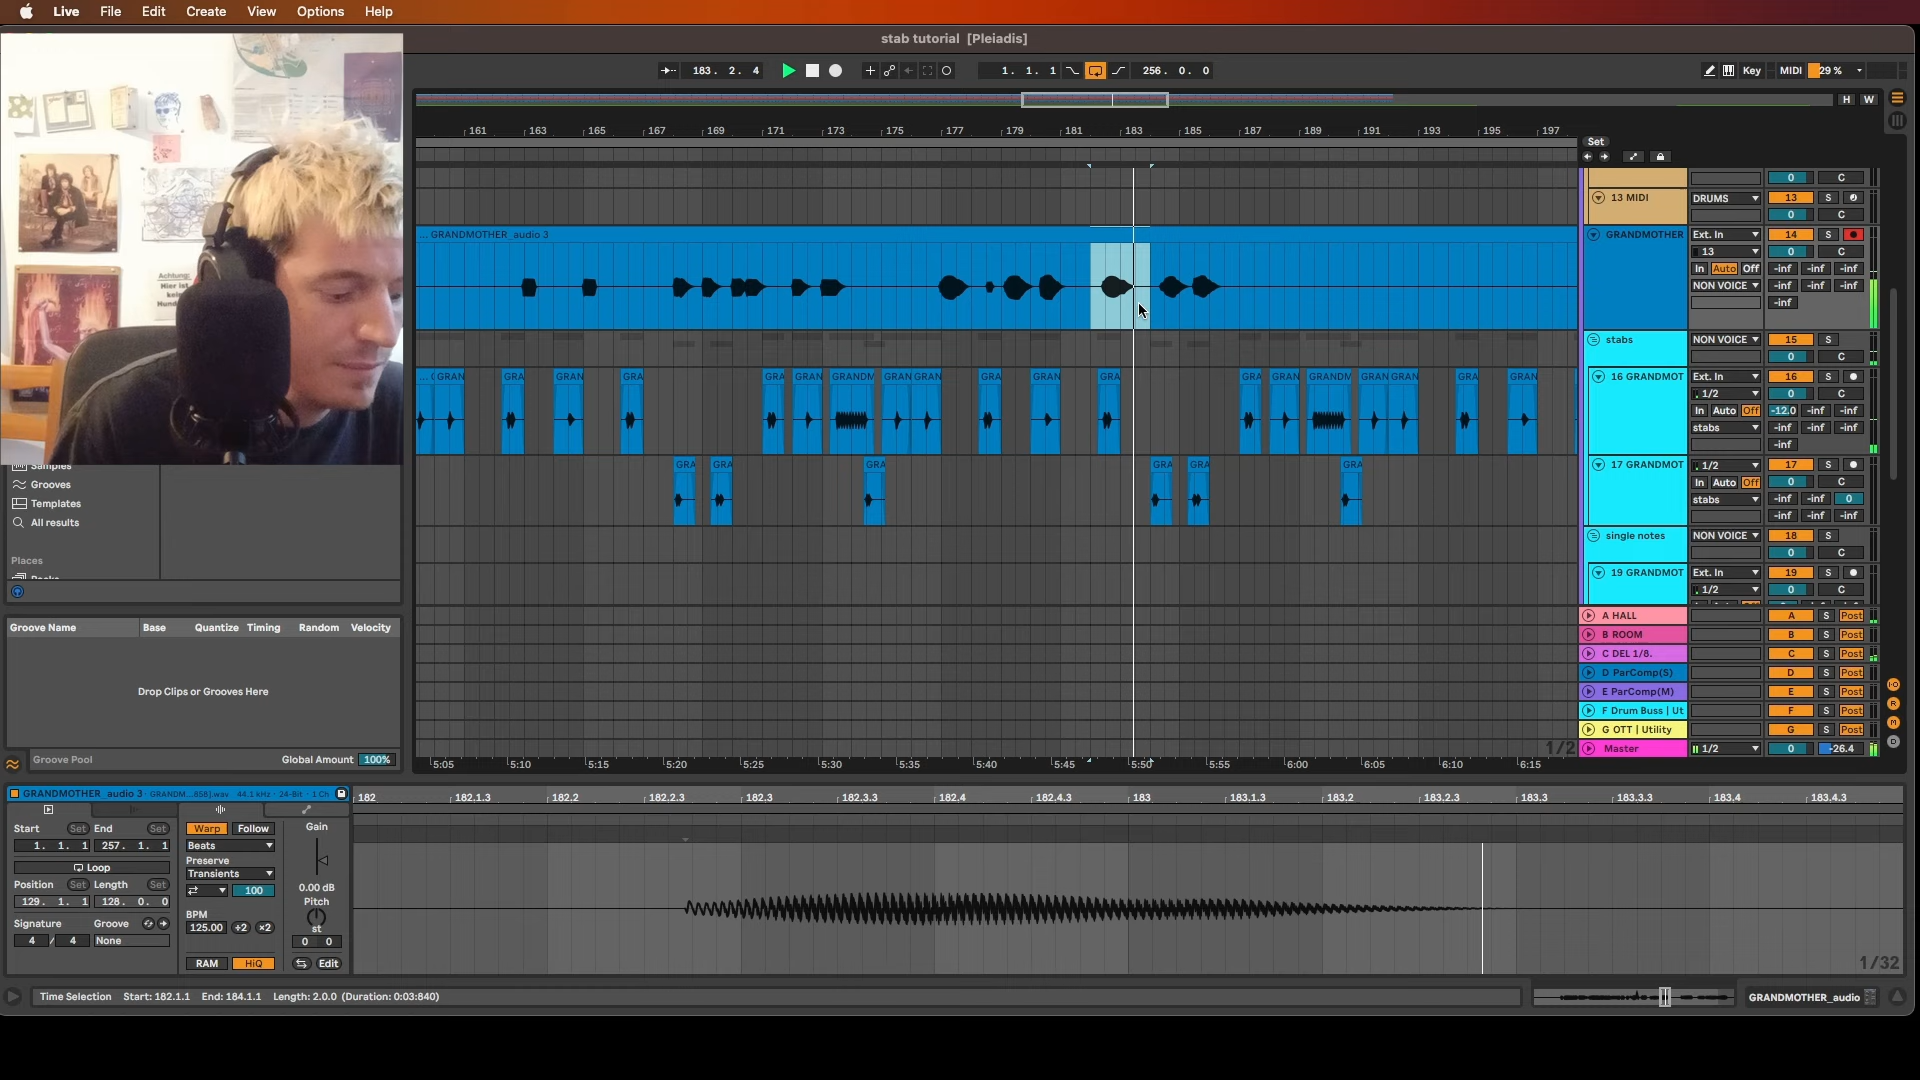 Live File Edit Create View Options Help
stab tutorial [Pleiadis]
183. 2. 4
1. 1. 1
256. 0. 0
Key
MIDI
29 %
H W
161 163 165 167 169 171 173 175 177 179 181 183 185 187 189 191 193 195 197
Set
Achtung:
Hier ist
kein
0 C
13 MIDI DRUMS 13 S
0 C
... GRANDMOTHER_audio 3
GRANDMOTHER Ext. In 14 S
13 0 C
In Auto Off -inf -inf -inf
NON VOICE -inf -inf -inf
-inf
stabs NON VOICE 15 S
0 C
... GRAN GRA GRAN GRA GRA GRAN GRANDM GRAN GRAN GRA GRAN GRA GRA GRAN GRANDM GRAN GRAN GRA GRAN
16 GRANDMOT Ext. In 16 S
1/2 0 C
In Auto Off -12.0 -inf -inf
stabs -inf -inf -inf
-inf
GRA GRA GRA GRA GRA GRA
17 GRANDMOT 1/2 17 S
In Auto Off 0 C
stabs -inf -inf 0
-inf -inf -inf
single notes NON VOICE 18 S
0 C
19 GRANDMOT Ext. In 19 S
1/2 0 C
A HALL A S Post
B ROOM B S Post
C DEL 1/8. C S Post
D ParComp(S) D S Post
E ParComp(M) E S Post
F Drum Buss | Ut F S Post
G OTT | Utility G S Post
1/2
Master 1/2 0 -26.4
5:05 5:10 5:15 5:20 5:25 5:30 5:35 5:40 5:45 5:50 5:55 6:00 6:05 6:10 6:15
Samples
Grooves
Templates
All results
Places
Packs
Groove Name Base Quantize Timing Random Velocity
Drop Clips or Grooves Here
Groove Pool
Global Amount 100%
GRANDMOTHER_audio 3 - GRANDM...858].wav 44.1 kHz - 24-Bit - 1 Ch
182 182.1.3 182.2 182.2.3 182.3 182.3.3 182.4 182.4.3 183 183.1.3 183.2 183.2.3 183.3 183.3.3 183.4 183.4.3
Start Set End Set
1. 1. 1 257. 1. 1
Loop
Position Set Length Set
129. 1. 1 128. 0. 0
Signature Groove
4 / 4 None
Warp Follow
Beats
Preserve
Transients
100
BPM
125.00 ÷2 ×2
RAM HiQ
Gain
0.00 dB
Pitch
st
0 0
Edit
1/32
Time Selection Start: 182.1.1 End: 184.1.1 Length: 2.0.0 (Duration: 0:03:840)
GRANDMOTHER_audio